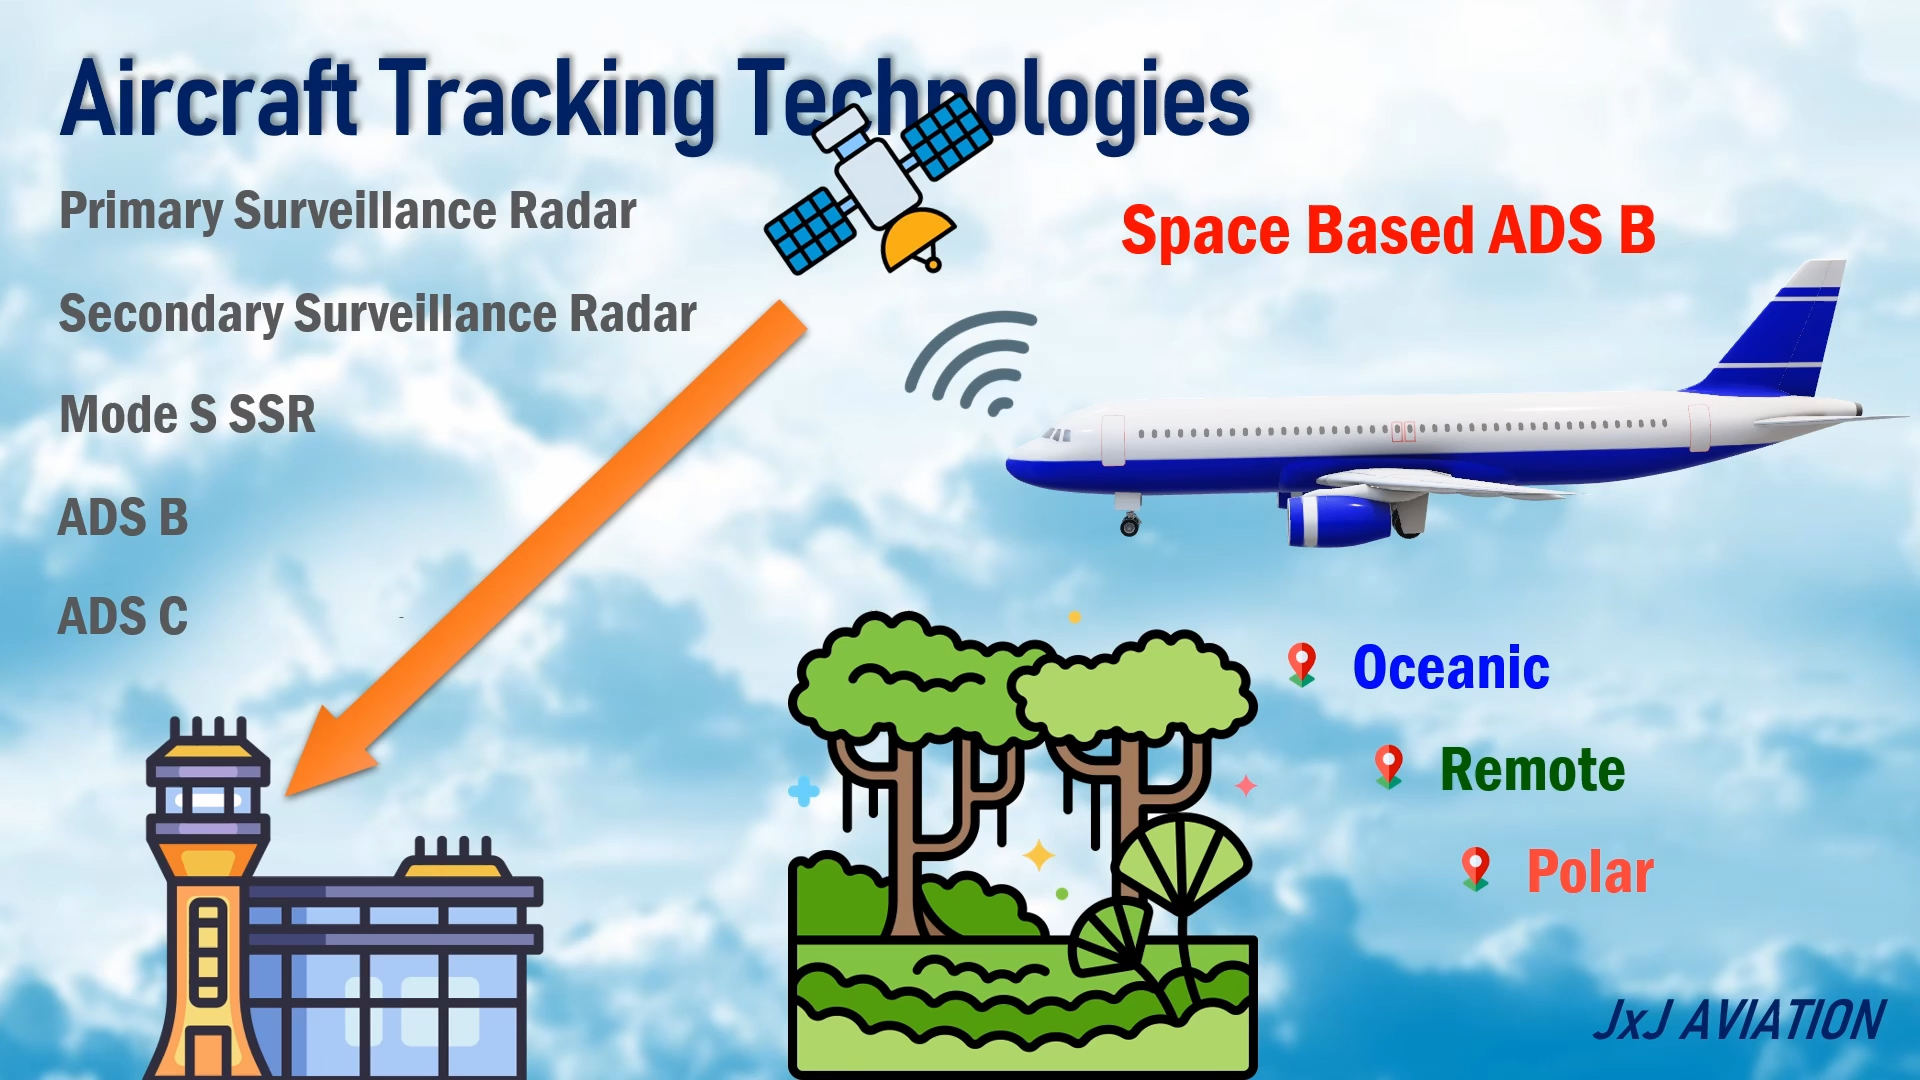 Aircraft Tracking Technologies
Primary Surveillance Radar
Space Based ADS B
Secondary Surveillance Radar
Mode S SSR
ADS B
ADS C
Oceanic
Remote
Polar
JxJ AVIATION